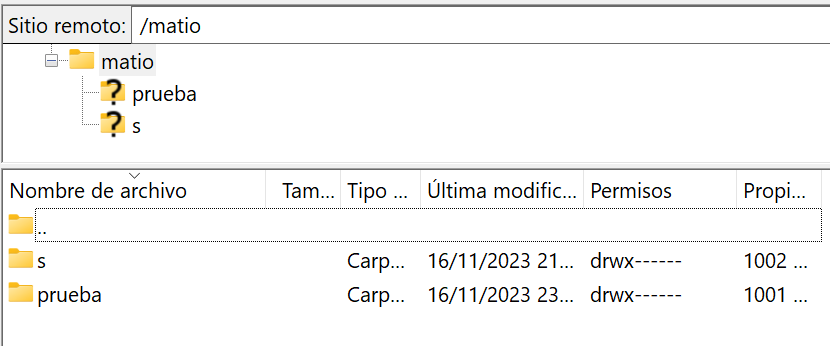 Sitio remoto: /matio
matio
? prueba
? s
Nombre de archivo Tam... Tipo ... Última modific... Permisos Propi...
..
s Carp... 16/11/2023 21... drwx------ 1002 ...
prueba Carp... 16/11/2023 23... drwx------ 1001 ...